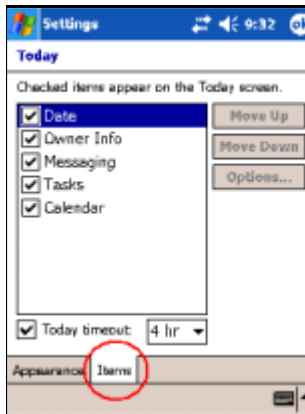 Settings 9:32 ok
Today
Checked items appear on the Today screen.
Date
Owner Info
Messaging
Tasks
Calendar
Move Up
Move Down
Options...
Today timeout: 4 hr
Appearance Items